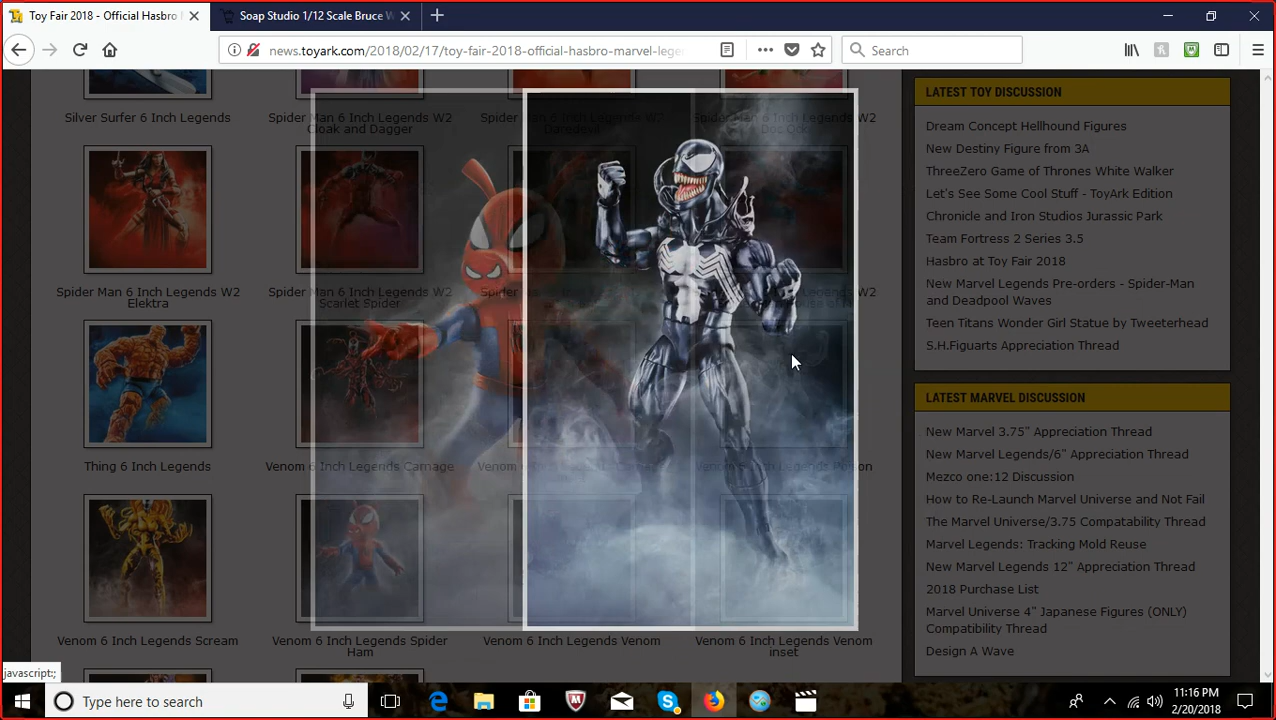 Toy Fair 2018 - Official Hasbro
Soap Studio 1/12 Scale Bruce W
news.toyark.com/2018/02/17/toy-fair-2018-official-hasbro-marvel-lege
Search
Silver Surfer 6 Inch Legends
Spider Man 6 Inch Legends W2
Cloak and Dagger
Spider Man 6 Inch Legends W2
Daredevil
Spider Man 6 Inch Legends W2
Doc Ock
Spider Man 6 Inch Legends W2
Elektra
Spider Man 6 Inch Legends W2
Scarlet Spider
Legends W2
Thing 6 Inch Legends
Venom 6 Inch Legends Carnage
Venom 6 Inch Legends
Venom 6 Inch Legends Poison
Venom 6 Inch Legends Scream
Venom 6 Inch Legends Spider
Ham
Venom 6 Inch Legends Venom
Venom 6 Inch Legends Venom
inset
LATEST TOY DISCUSSION
Dream Concept Hellhound Figures
New Destiny Figure from 3A
ThreeZero Game of Thrones White Walker
Let's See Some Cool Stuff - ToyArk Edition
Chronicle and Iron Studios Jurassic Park
Team Fortress 2 Series 3.5
Hasbro at Toy Fair 2018
New Marvel Legends Pre-orders - Spider-Man
and Deadpool Waves
Teen Titans Wonder Girl Statue by Tweeterhead
S.H.Figuarts Appreciation Thread
LATEST MARVEL DISCUSSION
New Marvel 3.75" Appreciation Thread
New Marvel Legends/6" Appreciation Thread
Mezco one:12 Discussion
How to Re-Launch Marvel Universe and Not Fail
The Marvel Universe/3.75 Compatability Thread
Marvel Legends: Tracking Mold Reuse
New Marvel Legends 12" Appreciation Thread
2018 Purchase List
Marvel Universe 4" Japanese Figures (ONLY)
Compatibility Thread
Design A Wave
javascript:;
Type here to search
11:16 PM
2/20/2018